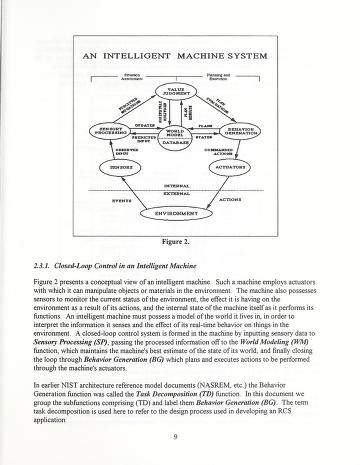 AN INTELLIGENT MACHINE SYSTEM
Situation
Assessment
Planning and
Execution
VALUE
JUDGMENT
PLAN
RESULTS
SENSORY
PROCESSING
UPDATES
PLANS
WORLD
MODEL
BEHAVIOR
GENERATION
PREDICTED
INPUT
STATES
DATABASE
OBSERVED
INPUT
COMMANDED
ACTIONS
SENSORS
ACTUATORS
INTERNAL
EXTERNAL
EVENTS
ACTIONS
ENVIRONMENT
Figure 2.
2.3.1. Closed-Loop Control in an Intelligent Machine
Figure 2 presents a conceptual view of an intelligent machine. Such a machine employs actuators
with which it can manipulate objects or materials in the environment. The machine also possesses
sensors to monitor the current status of the environment, the effect it is having on the
environment as a result of its actions, and the internal state of the machine itself as it performs its
functions. An intelligent machine must possess a model of the world it lives in, in order to
interpret the information it senses and the effect of its real-time behavior on things in the
environment. A closed-loop control system is formed in the machine by inputting sensory data to
Sensory Processing (SP), passing the processed information off to the World Modeling (WM)
function, which maintains the machine's best estimate of the state of its world, and finally closing
the loop through Behavior Generation (BG) which plans and executes actions to be performed
through the machine's actuators.
In earlier NIST architecture reference model documents (NASREM, etc.) the Behavior
Generation function was called the Task Decomposition (TD) function. In this document we
group the subfunctions comprising (TD) and label them Behavior Generation (BG). The term
task decomposition is used here to refer to the design process used in developing an RCS
application.
9